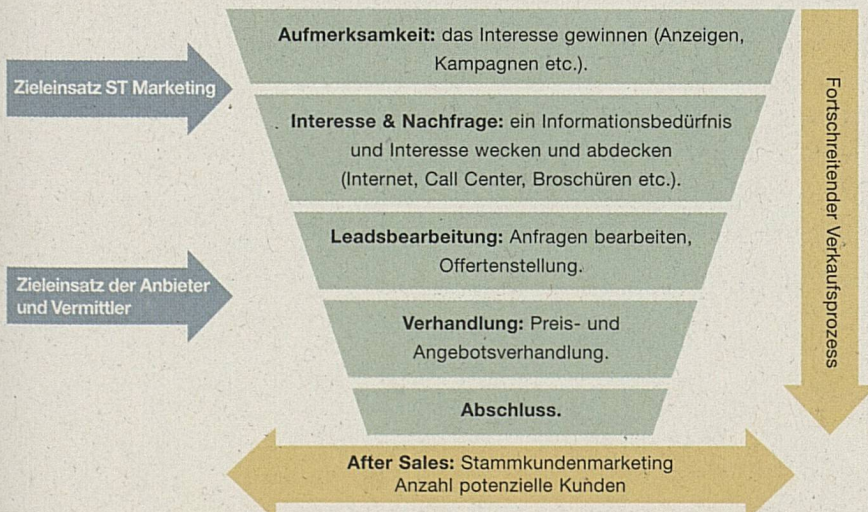 Aufmerksamkeit: das Interesse gewinnen (Anzeigen,
Kampagnen etc.).
Zieleinsatz ST Marketing
Interesse & Nachfrage: ein Informationsbedürfnis
und Interesse wecken und abdecken
(Internet, Call Center, Broschüren etc.).
Leadsbearbeitung: Anfragen bearbeiten,
Offertenstellung.
Zieleinsatz der Anbieter
und Vermittler
Verhandlung: Preis- und
Angebotsverhandlung.
Abschluss.
After Sales: Stammkundenmarketing
Anzahl potenzielle Kunden
Fortschreitender Verkaufsprozess